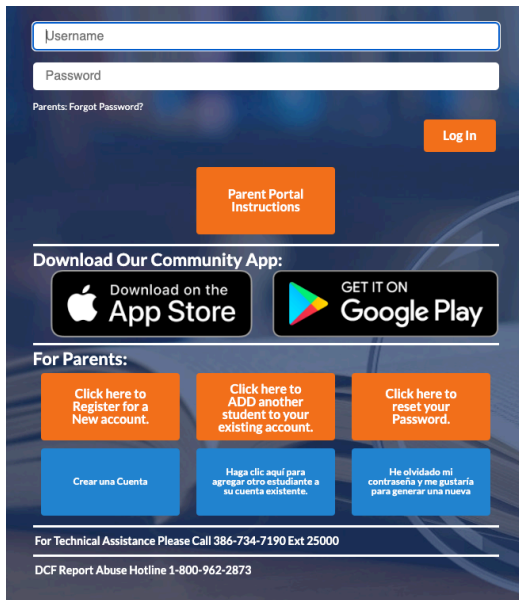 Username
Password
Parents: Forgot Password?
Log In
Parent Portal
Instructions
Download Our Community App:
Download on the
App Store
GET IT ON
Google Play
For Parents:
Click here to
Register for a
New account.
Click here to
ADD another
student to your
existing account.
Click here to
reset your
Password.
Crear una Cuenta
Haga clic aquí para
agregar otro estudiante a
su cuenta existente.
He olvidado mi
contraseña y me gustaría
para generar una nueva
For Technical Assistance Please Call 386-734-7190 Ext 25000
DCF Report Abuse Hotline 1-800-962-2873